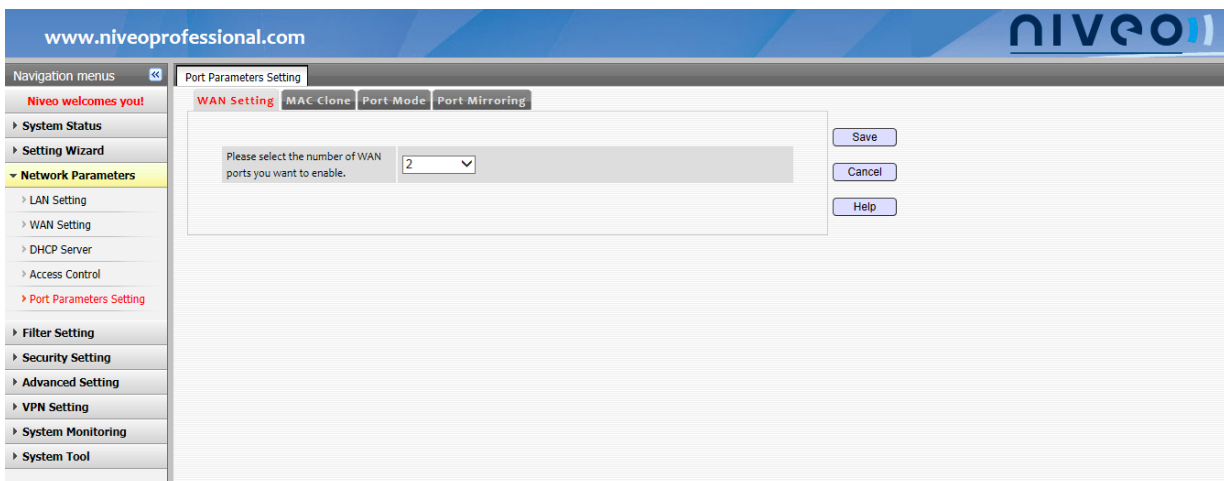 www.niveoprofessional.com
niveo
Navigation menus
«
Port Parameters Setting
Niveo welcomes you!
System Status
Setting Wizard
Network Parameters
LAN Setting
WAN Setting
DHCP Server
Access Control
Port Parameters Setting
Filter Setting
Security Setting
Advanced Setting
VPN Setting
System Monitoring
System Tool
WAN Setting MAC Clone Port Mode Port Mirroring
Please select the number of WAN
ports you want to enable.
2
Save
Cancel
Help